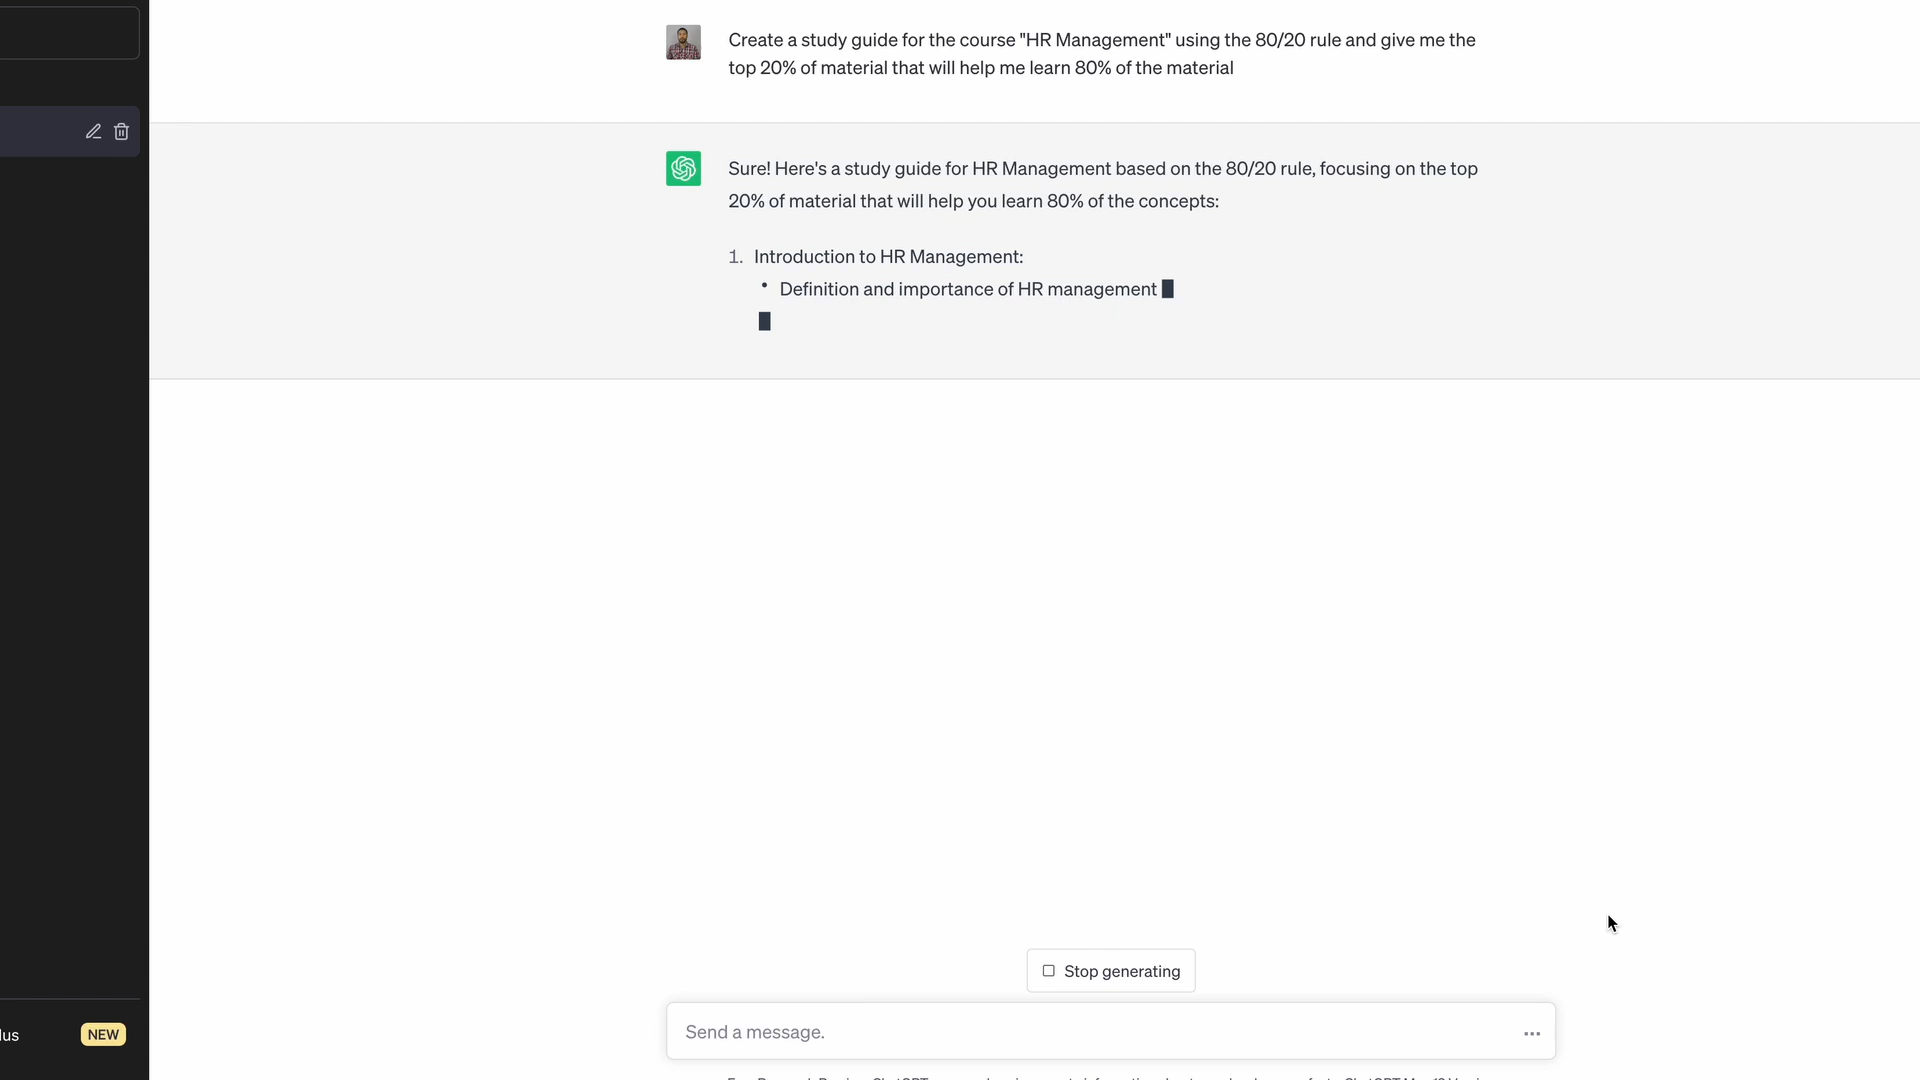 Create a study guide for the course "HR Management" using the 80/20 rule and give me the
top 20% of material that will help me learn 80% of the material
Sure! Here's a study guide for HR Management based on the 80/20 rule, focusing on the top
20% of material that will help you learn 80% of the concepts:
1. Introduction to HR Management:
• Definition and importance of HR management
Stop generating
lus
NEW
Send a message.